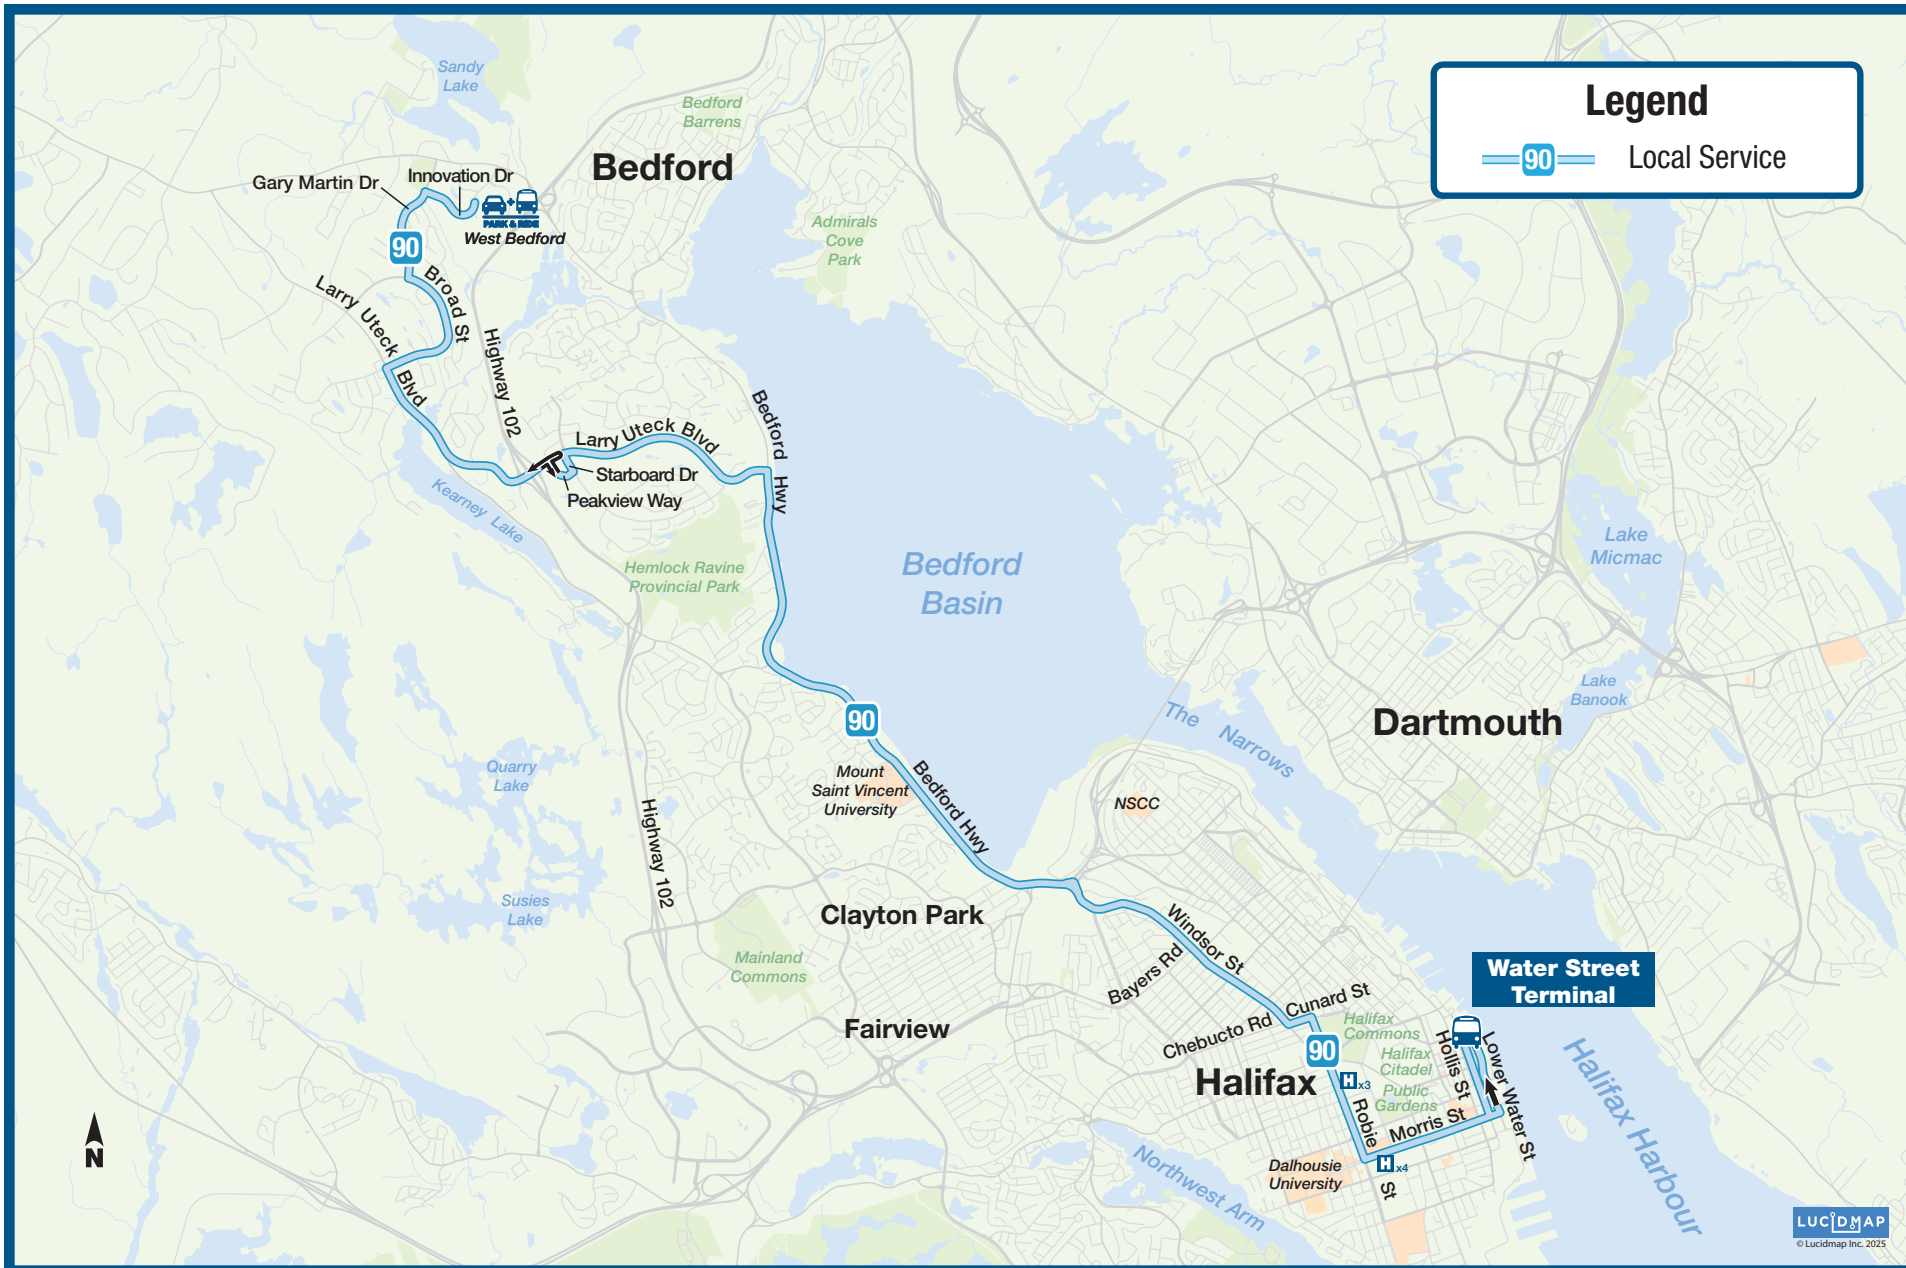 Legend
90
Local Service
Sandy
Lake
Bedford
Barrens
Bedford
Gary Martin Dr
Innovation Dr
PARK & RIDE
West Bedford
90
Admirals
Cove
Park
Broad St
Larry Uteck
Blvd
Highway 102
Bedford Hwy
Larry Uteck Blvd
Starboard Dr
Peakview Way
Kearney Lake
Hemlock Ravine
Provincial Park
Bedford
Basin
Lake
Micmac
Lake
Banook
The Narrows
Dartmouth
90
Mount
Saint Vincent
University
Bedford Hwy
NSCC
Quarry
Lake
Highway 102
Susies
Lake
Clayton Park
Mainland
Commons
Fairview
Windsor St
Bayers Rd
Chebucto Rd
Cunard St
Water Street
Terminal
Halifax
Commons
90
Halifax
Citadel
Hollis St
Lower Water St
Halifax
H x3
Public
Gardens
Robie St
Morris St
H x4
Dalhousie
University
Northwest Arm
Halifax Harbour
N
LUCIDMAP
© Lucidmap Inc. 2025